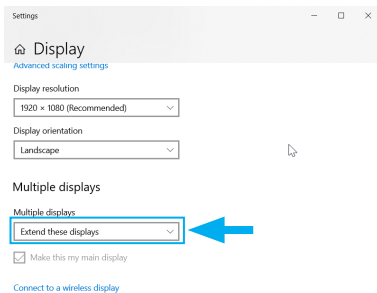 Settings
Display
Advanced scaling settings
Display resolution
1920 × 1080 (Recommended)
Display orientation
Landscape
Multiple displays
Multiple displays
Extend these displays
Make this my main display
Connect to a wireless display